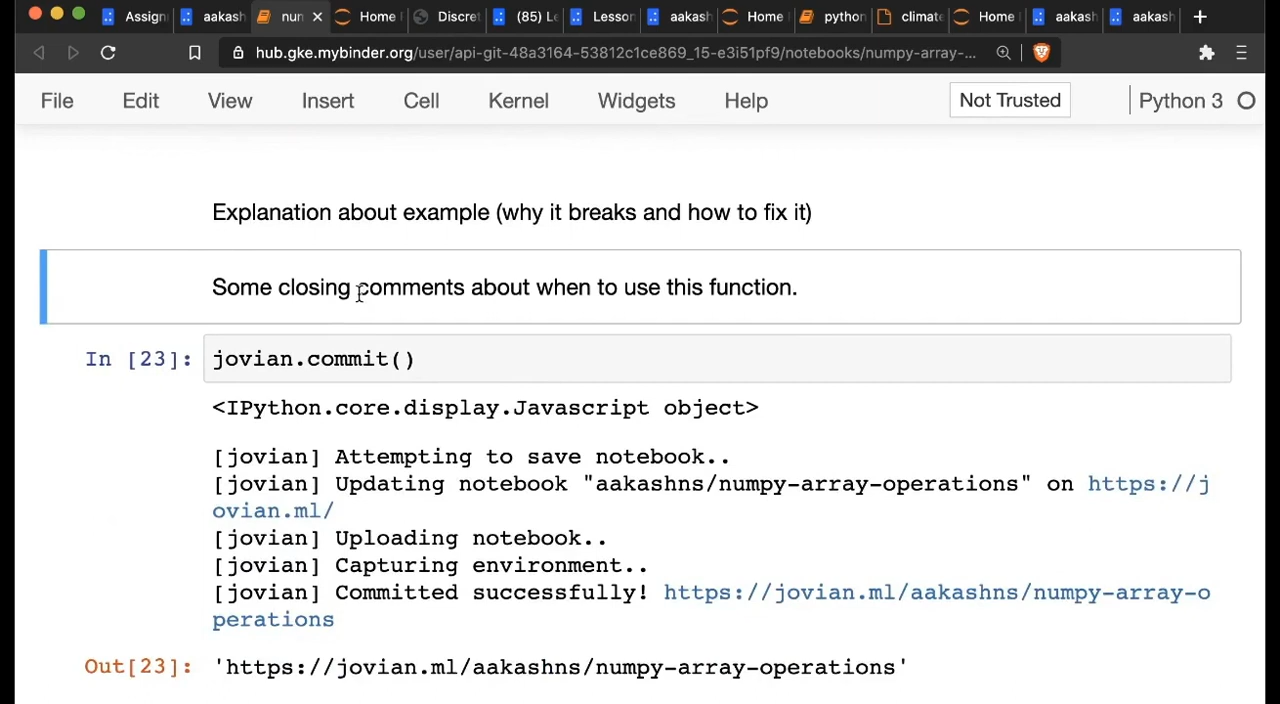 Assign aakash nun Home Discret (85) Le Lesson aakash Home python climate Home aakash aakash
hub.gke.mybinder.org/user/api-git-48a3164-53812c1ce869_15-e3i51pf9/notebooks/numpy-array-...
File Edit View Insert Cell Kernel Widgets Help Not Trusted Python 3
Explanation about example (why it breaks and how to fix it)
Some closing comments about when to use this function.
In [23]: jovian.commit()
<IPython.core.display.Javascript object>
[jovian] Attempting to save notebook..
[jovian] Updating notebook "aakashns/numpy-array-operations" on https://j
ovian.ml/
[jovian] Uploading notebook..
[jovian] Capturing environment..
[jovian] Committed successfully! https://jovian.ml/aakashns/numpy-array-o
perations
Out[23]: 'https://jovian.ml/aakashns/numpy-array-operations'